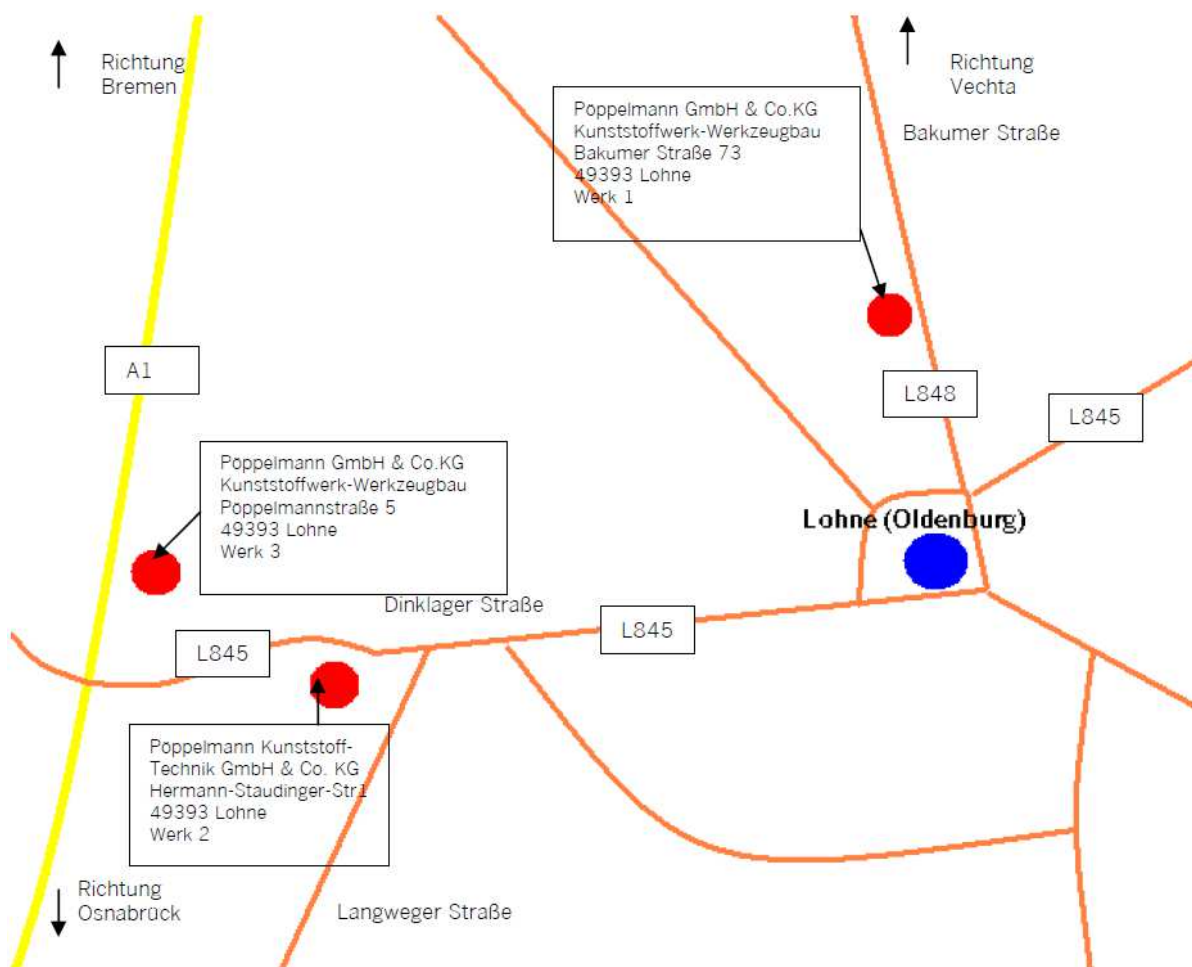 Richtung
Bremen
Richtung
Vechta
Pöppelmann GmbH & Co.KG
Kunststoffwerk-Werkzeugbau
Bakumer Straße 73
49393 Lohne
Werk 1
Bakumer Straße
A1
L848
L845
Pöppelmann GmbH & Co.KG
Kunststoffwerk-Werkzeugbau
Pöppelmannstraße 5
49393 Lohne
Werk 3
Lohne (Oldenburg)
Dinklager Straße
L845
L845
Pöppelmann Kunststoff-
Technik GmbH & Co. KG
Hermann-Staudinger-Str.1
49393 Lohne
Werk 2
Richtung
Osnabrück
Langweger Straße